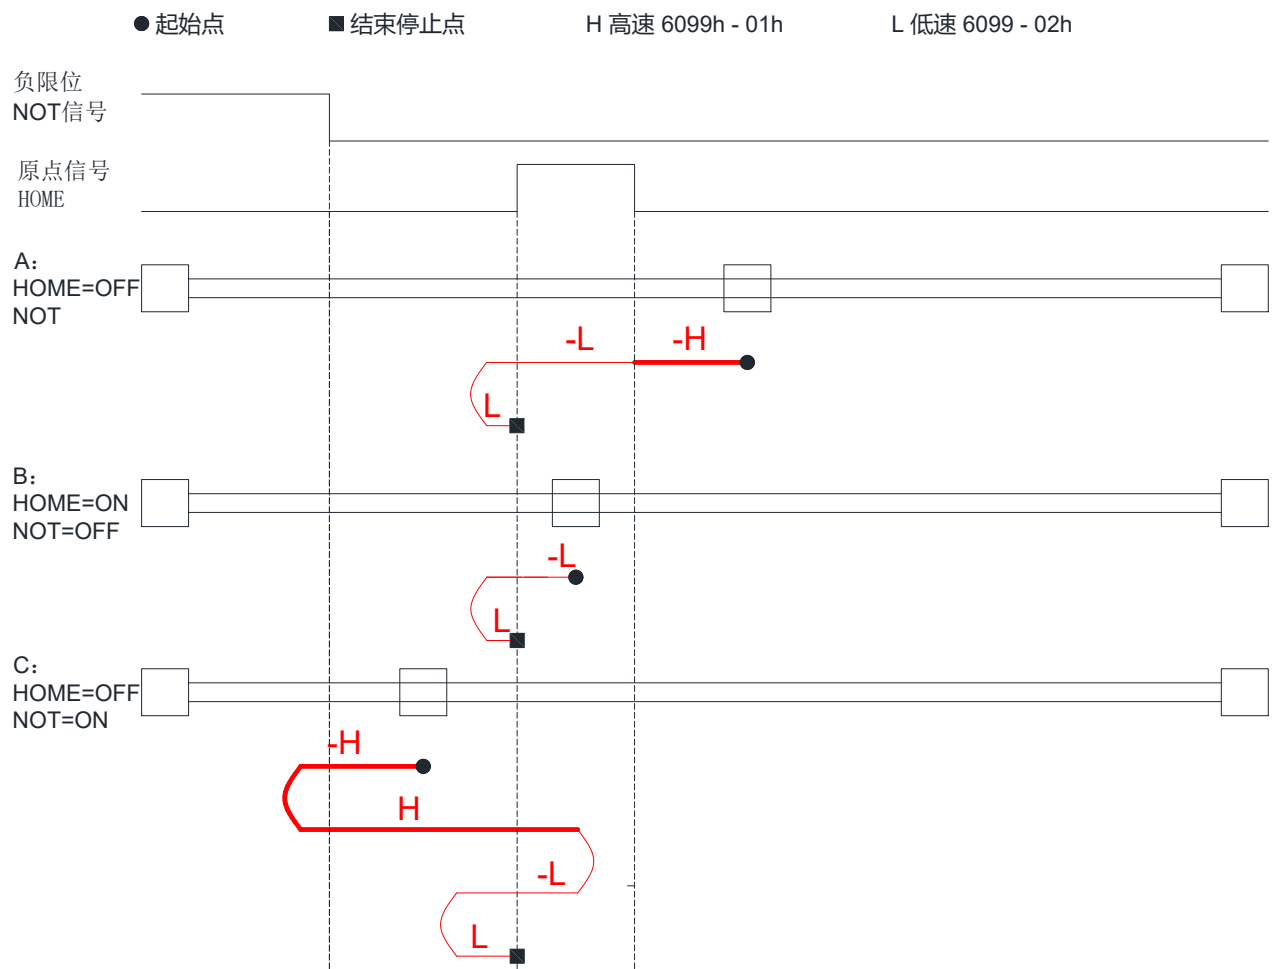 起始点 结束停止点 H 高速 6099h - 01h L 低速 6099 - 02h
负限位
NOT信号
原点信号
HOME
A:
HOME=OFF
NOT
-L -H
L
B:
HOME=ON
NOT=OFF
-L
L
C:
HOME=OFF
NOT=ON
-H
H
-L
L